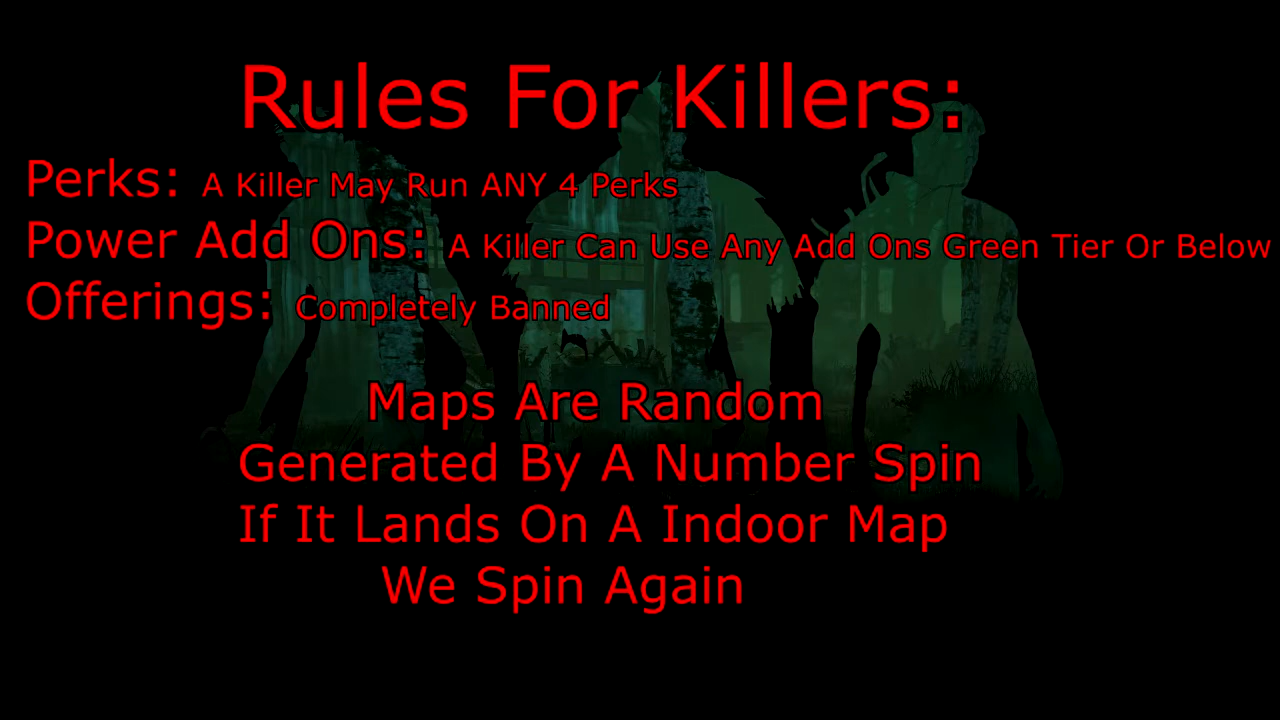 Rules For Killers:
Perks: A Killer May Run ANY 4 Perks
Power Add Ons: A Killer Can Use Any Add Ons Green Tier Or Below
Offerings: Completely Banned
Maps Are Random
Generated By A Number Spin
If It Lands On A Indoor Map
We Spin Again